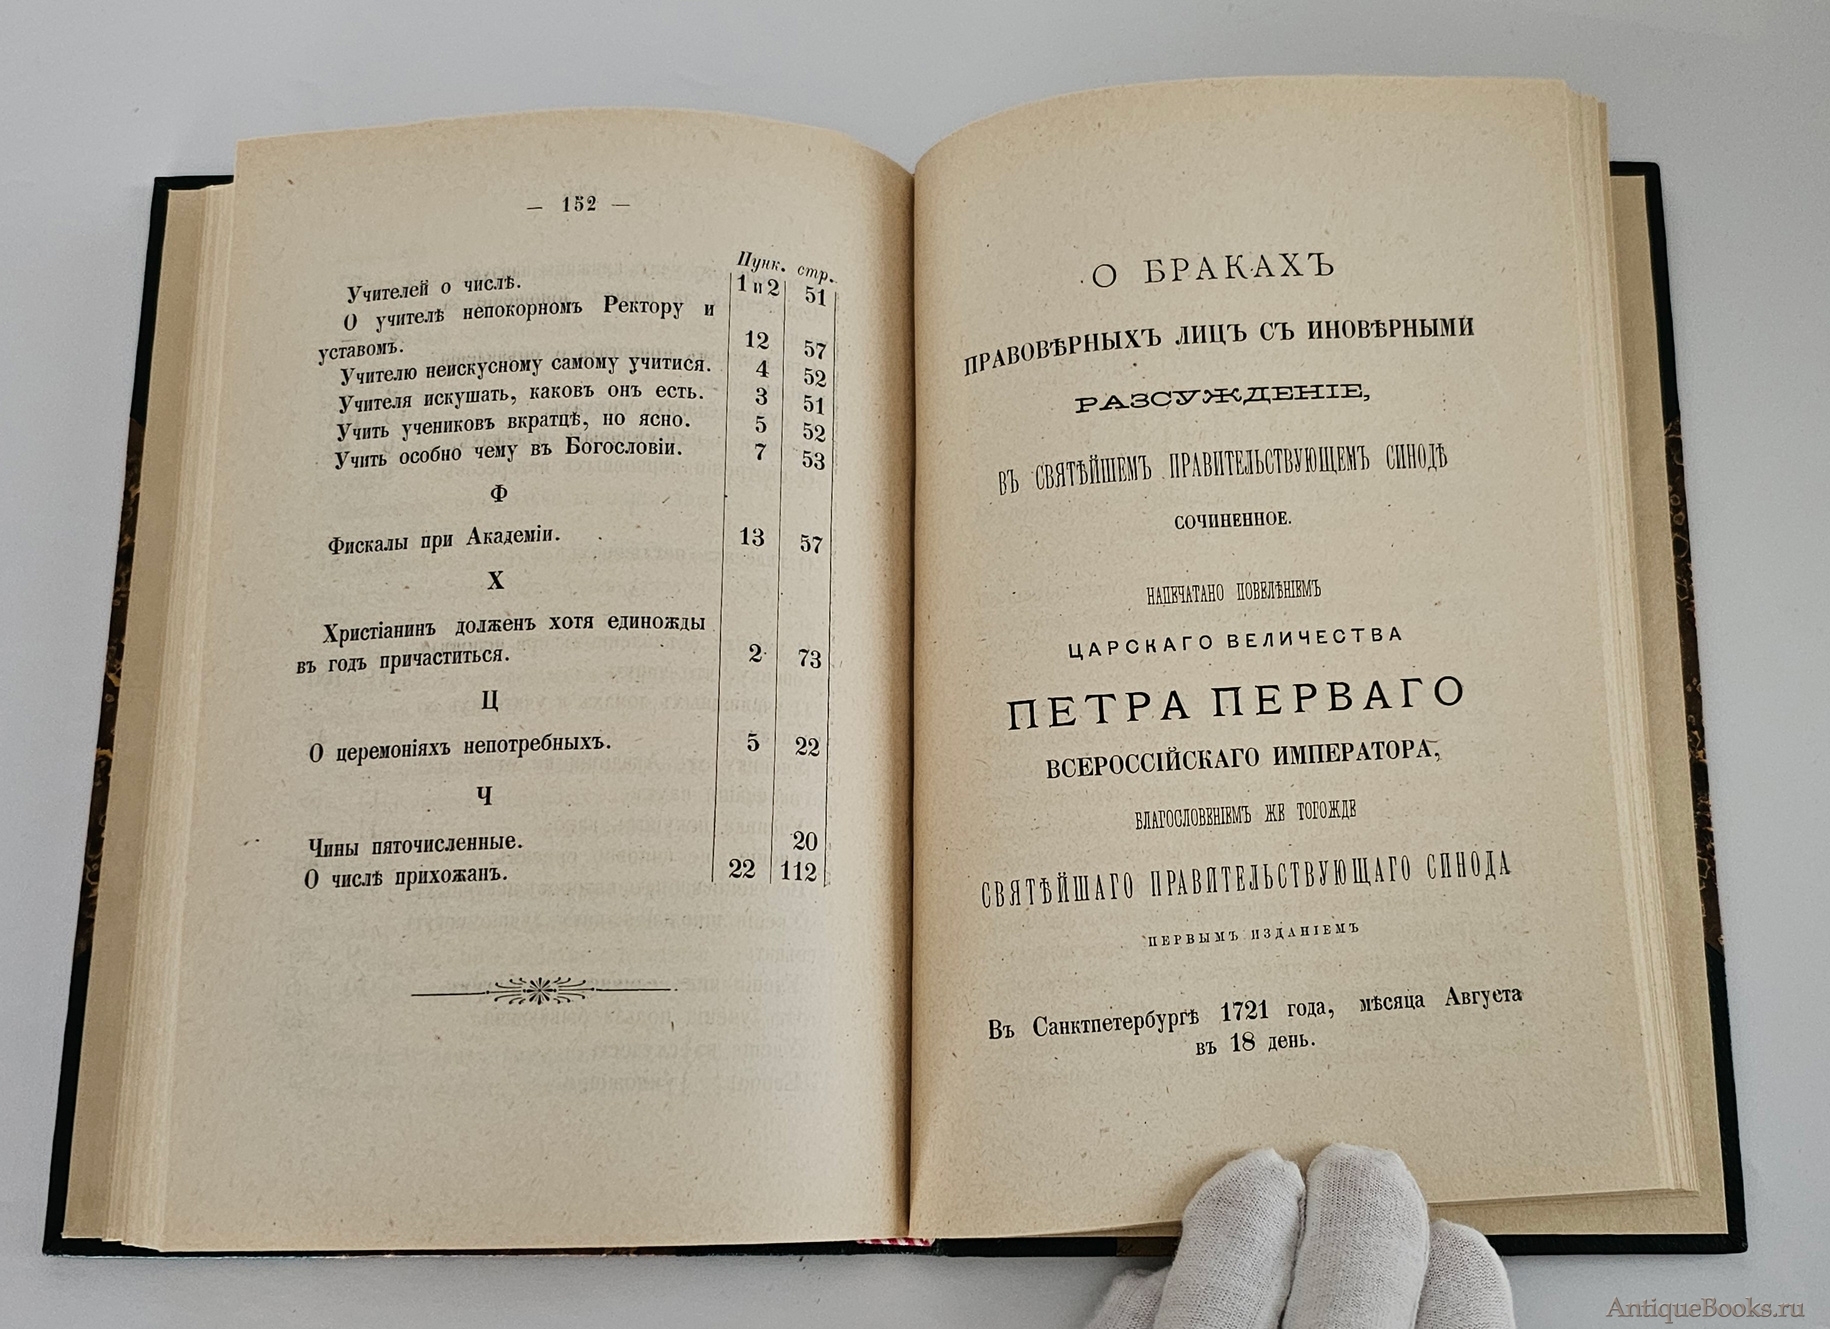 — 152 —
Пунк. стр.
Учителей о числѣ. 1 и 2 51
О учителѣ непокорномъ Ректору и
уставомъ. 12 57
Учителю неискусному самому учитися. 4 52
Учителя искушать, каковъ онъ есть. 3 51
Учить учениковъ вкратцѣ, но ясно. 5 52
Учить особно чему въ Богословіи. 7 53
Ф
Фискалы при Академіи. 13 57
Х
Христіанинъ долженъ хотя единожды
въ годъ причаститься. 2 73
Ц
О церемоніяхъ непотребныхъ. 5 22
Ч
Чины пяточисленные. 20
О числѣ прихожанъ. 22 112
О БРАКАХЪ
ПРАВОВѢРНЫХЪ ЛИЦЪ СЪ ИНОВѢРНЫМИ
РАЗСУЖДЕНІЕ,
ВЪ СВЯТѢЙШЕМЪ ПРАВИТЕЛЬСТВУЮЩЕМЪ СИНОДѢ
СОЧИНЕННОЕ.
НАПЕЧАТАНО ПОВЕЛѢНІЕМЪ
ЦАРСКАГО ВЕЛИЧЕСТВА
ПЕТРА ПЕРВАГО
ВСЕРОССІЙСКАГО ИМПЕРАТОРА,
БЛАГОСЛОВЕНІЕМЪ ЖЕ ТОГОЖДЕ
СВЯТѢЙШАГО ПРАВИТЕЛЬСТВУЮЩАГО СИНОДА
ПЕРВЫМЪ ИЗДАНІЕМЪ
Въ Санктпетербургѣ 1721 года, мѣсяца Августа
въ 18 день.
AntiqueBooks.ru